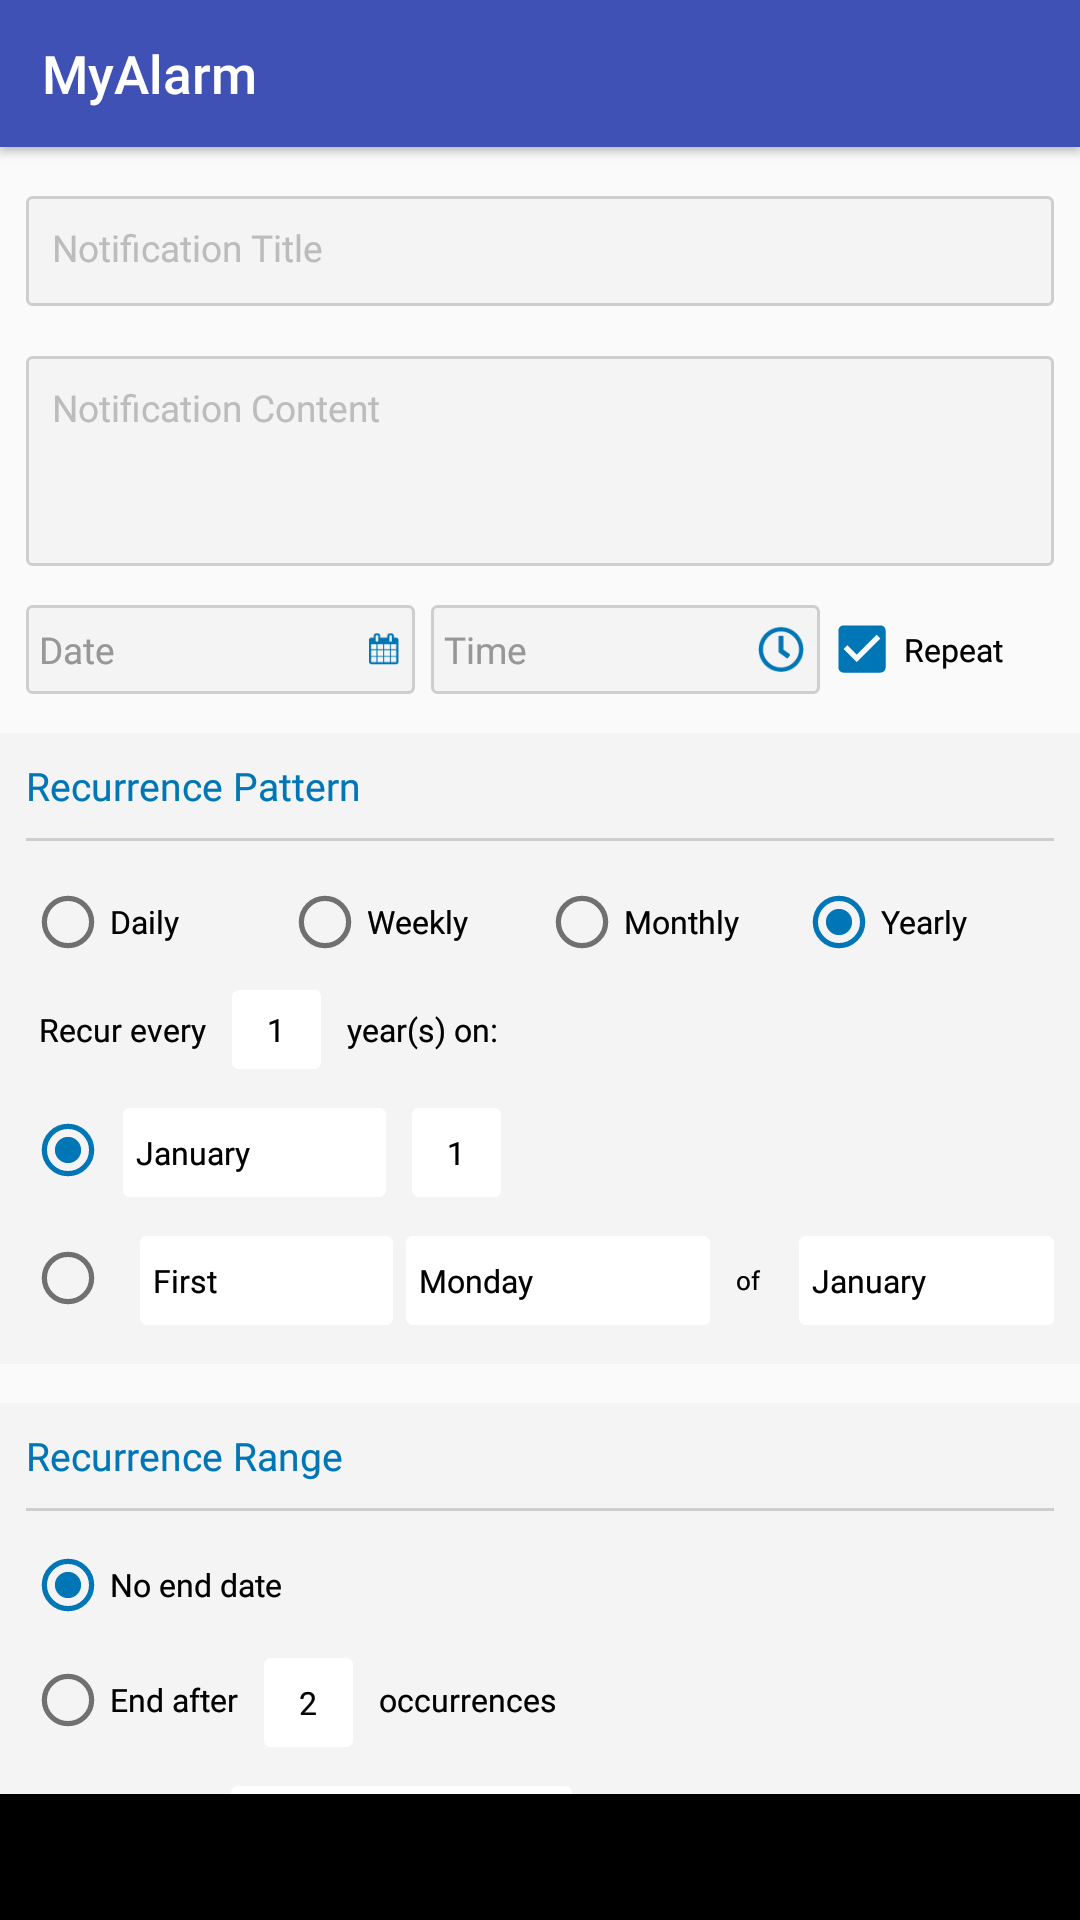 MyAlarm
Notification Title
Notification Content
Date Time Repeat
Recurrence Pattern
Daily Weekly Monthly Yearly
Recur every 1 year(s) on:
January 1
First Monday of January
Recurrence Range
No end date
End after 2 occurrences